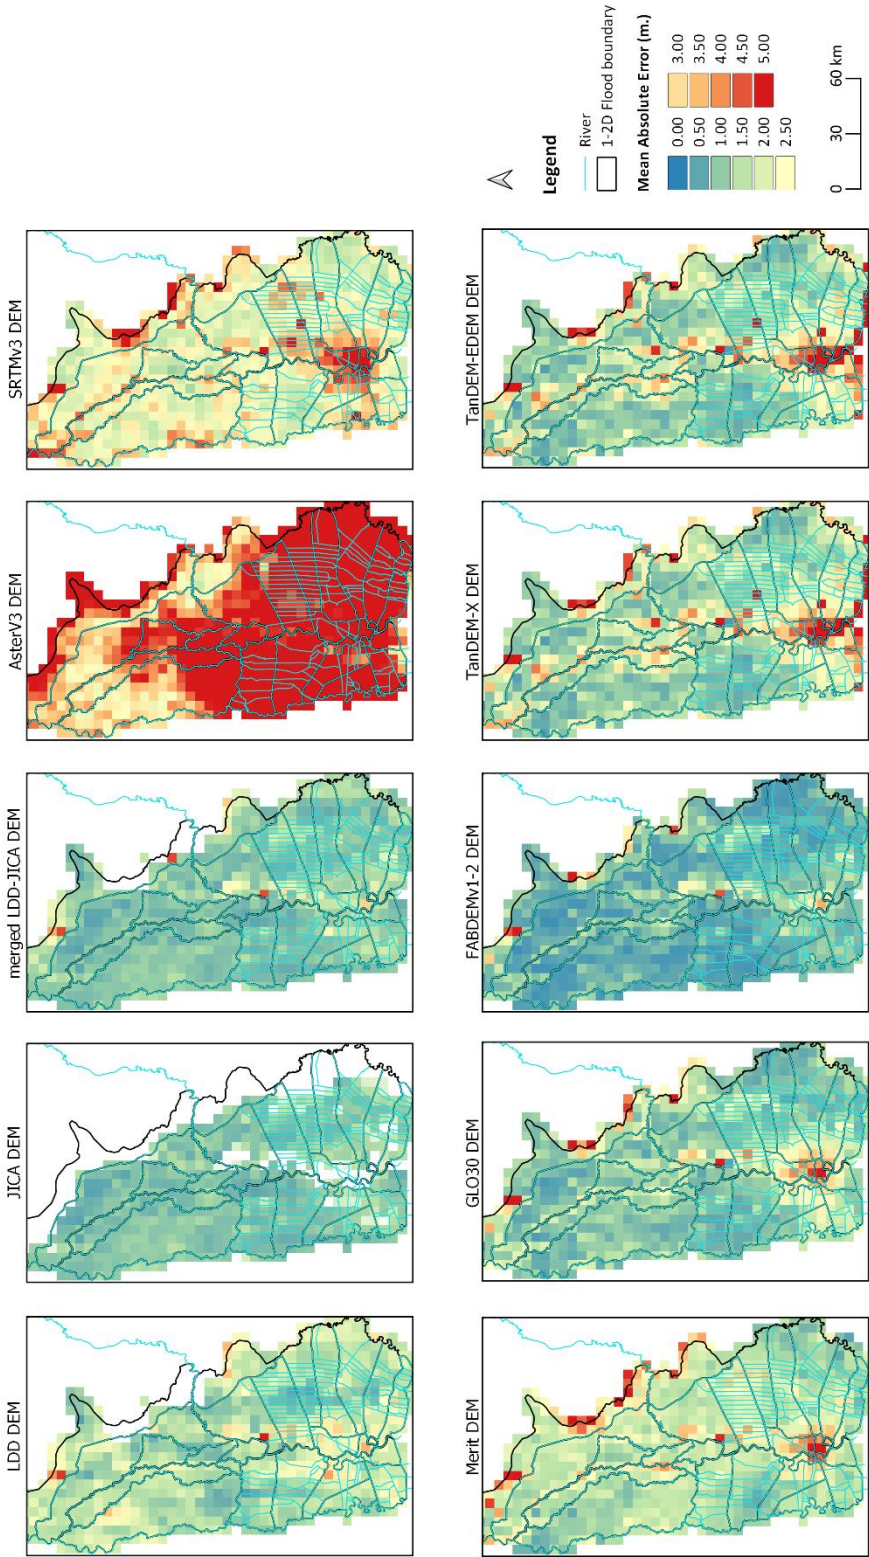 LDD DEM
JICA DEM
merged LDD-JICA DEM
AsterV3 DEM
SRTMv3 DEM
Merit DEM
GLO30 DEM
FABDEMv1-2 DEM
TanDEM-X DEM
TanDEM-EDEM DEM
Legend
River
1-2D Flood boundary
Mean Absolute Error (m.)
0.00 3.00
0.50 3.50
1.00 4.00
1.50 4.50
2.00 5.00
2.50
0 30 60 km